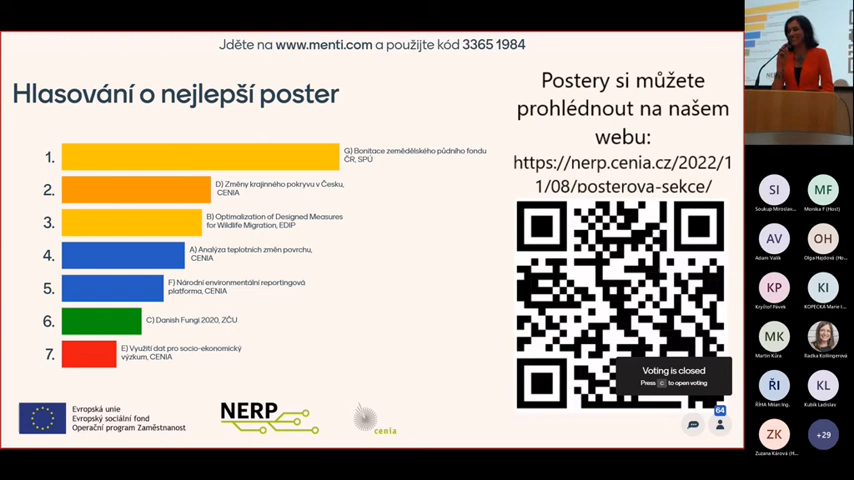 Jděte na www.menti.com a použijte kód 3365 1984
Hlasování o nejlepší poster
1.
G) Bonitace zemědělského půdního fondu
ČR, SPÚ
2.
D) Změny krajinného pokryvu v Česku,
CENIA
3.
B) Optimalization of Designed Measures
for Wildlife Migration, EDIP
4.
A) Analýza teplotních změn povrchu,
CENIA
5.
F) Národní environmentální reportingová
platforma, CENIA
6.
C) Danish Fungi 2020, ZČU
7.
E) Využití dat pro socio-ekonomický
výzkum, CENIA
Postery si můžete
prohlédnout na našem
webu:
https://nerp.cenia.cz/2022/1
1/08/posterova-sekce/
Voting is closed
Press C to open voting
64
Evropská unie
Evropský sociální fond
Operační program Zaměstnanost
NERP
cenia
SI
Soukup Miroslav...
MF
Monika F (Host)
AV
Adam Valík
OH
Olga Hajdová (Ho...
KP
Kryštof Pávek
KI
KOPECKÁ Marie I...
MK
Martin Kůra
Radka Kollingerová
ŘI
ŘÍHA Milan Ing.
KL
Kubík Ladislav
ZK
Zuzana Kárová (H...
+29